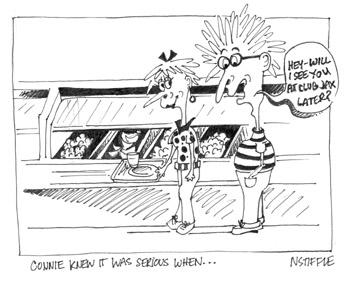 HEY-WILL
I SEE YOU
AT CLUB JAX
LATER?
CONNIE KNEW IT WAS SERIOUS WHEN... NSTIFFLE